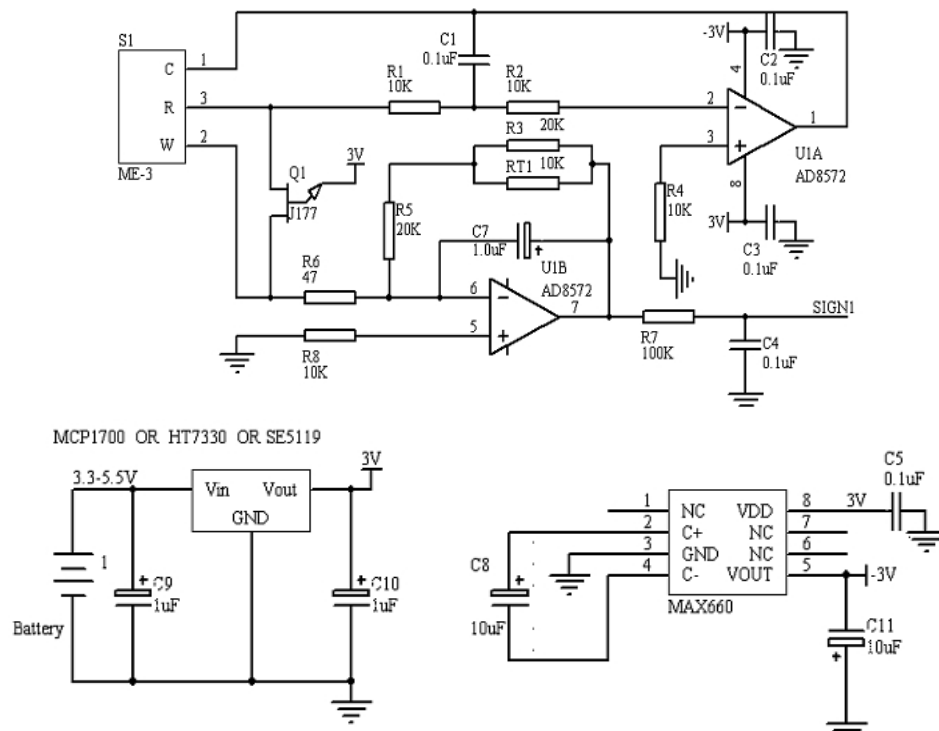 S1
C
R
W
ME-3
1
3
2
C1
0.1uF
R1
10K
R2
10K
20K
R3
10K
RT1
-3V
4
C2
0.1uF
2
3
1
U1A
AD8572
8
3V
C3
0.1uF
R4
10K
Q1
J177
3V
R5
20K
C7
1.0uF
+
U1B
AD8572
R6
47
6
5
7
R8
10K
R7
100K
SIGN1
C4
0.1uF
MCP1700 OR HT7330 OR SE5119
3.3-5.5V
Vin
Vout
GND
3V
1
Battery
+
C9
1uF
+
C10
1uF
1
2
3
4
NC
C+
GND
C-
VDD
NC
NC
VOUT
8
7
6
5
MAX660
3V
C5
0.1uF
-3V
C8
+
10uF
C11
10uF
+